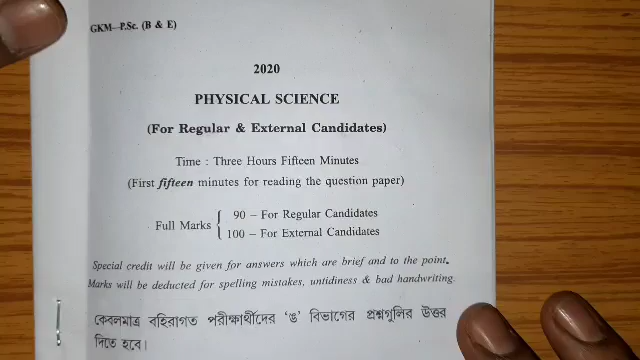 GKM–P.Sc. (B & E)
2020
PHYSICAL SCIENCE
(For Regular & External Candidates)
Time : Three Hours Fifteen Minutes
(First fifteen minutes for reading the question paper)
Full Marks { 90 – For Regular Candidates
100 – For External Candidates
Special credit will be given for answers which are brief and to the point.
Marks will be deducted for spelling mistakes, untidiness & bad handwriting.
কেবলমাত্র বহিরাগত পরীক্ষার্থীদের ‘ঙ’ বিভাগের প্রশ্নগুলির উত্তর
দিতে হবে।